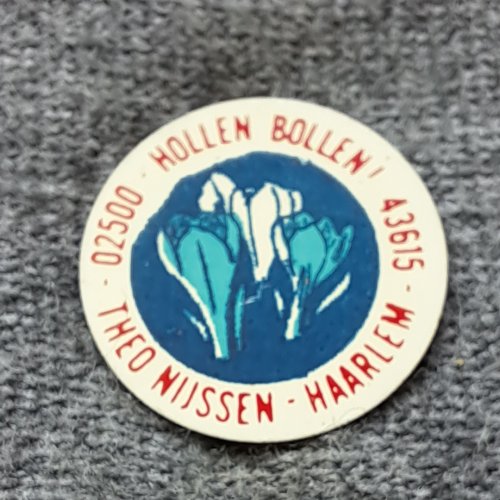 02500 - HOLLEN BOLLEN! 43615 -
THEO NIJSSEN - HAARLEM -